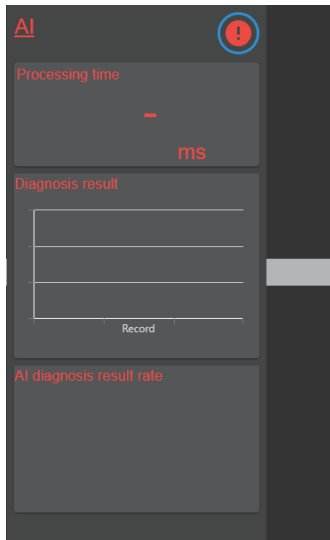 AI
Processing time
-
ms
Diagnosis result
Record
AI diagnosis result rate